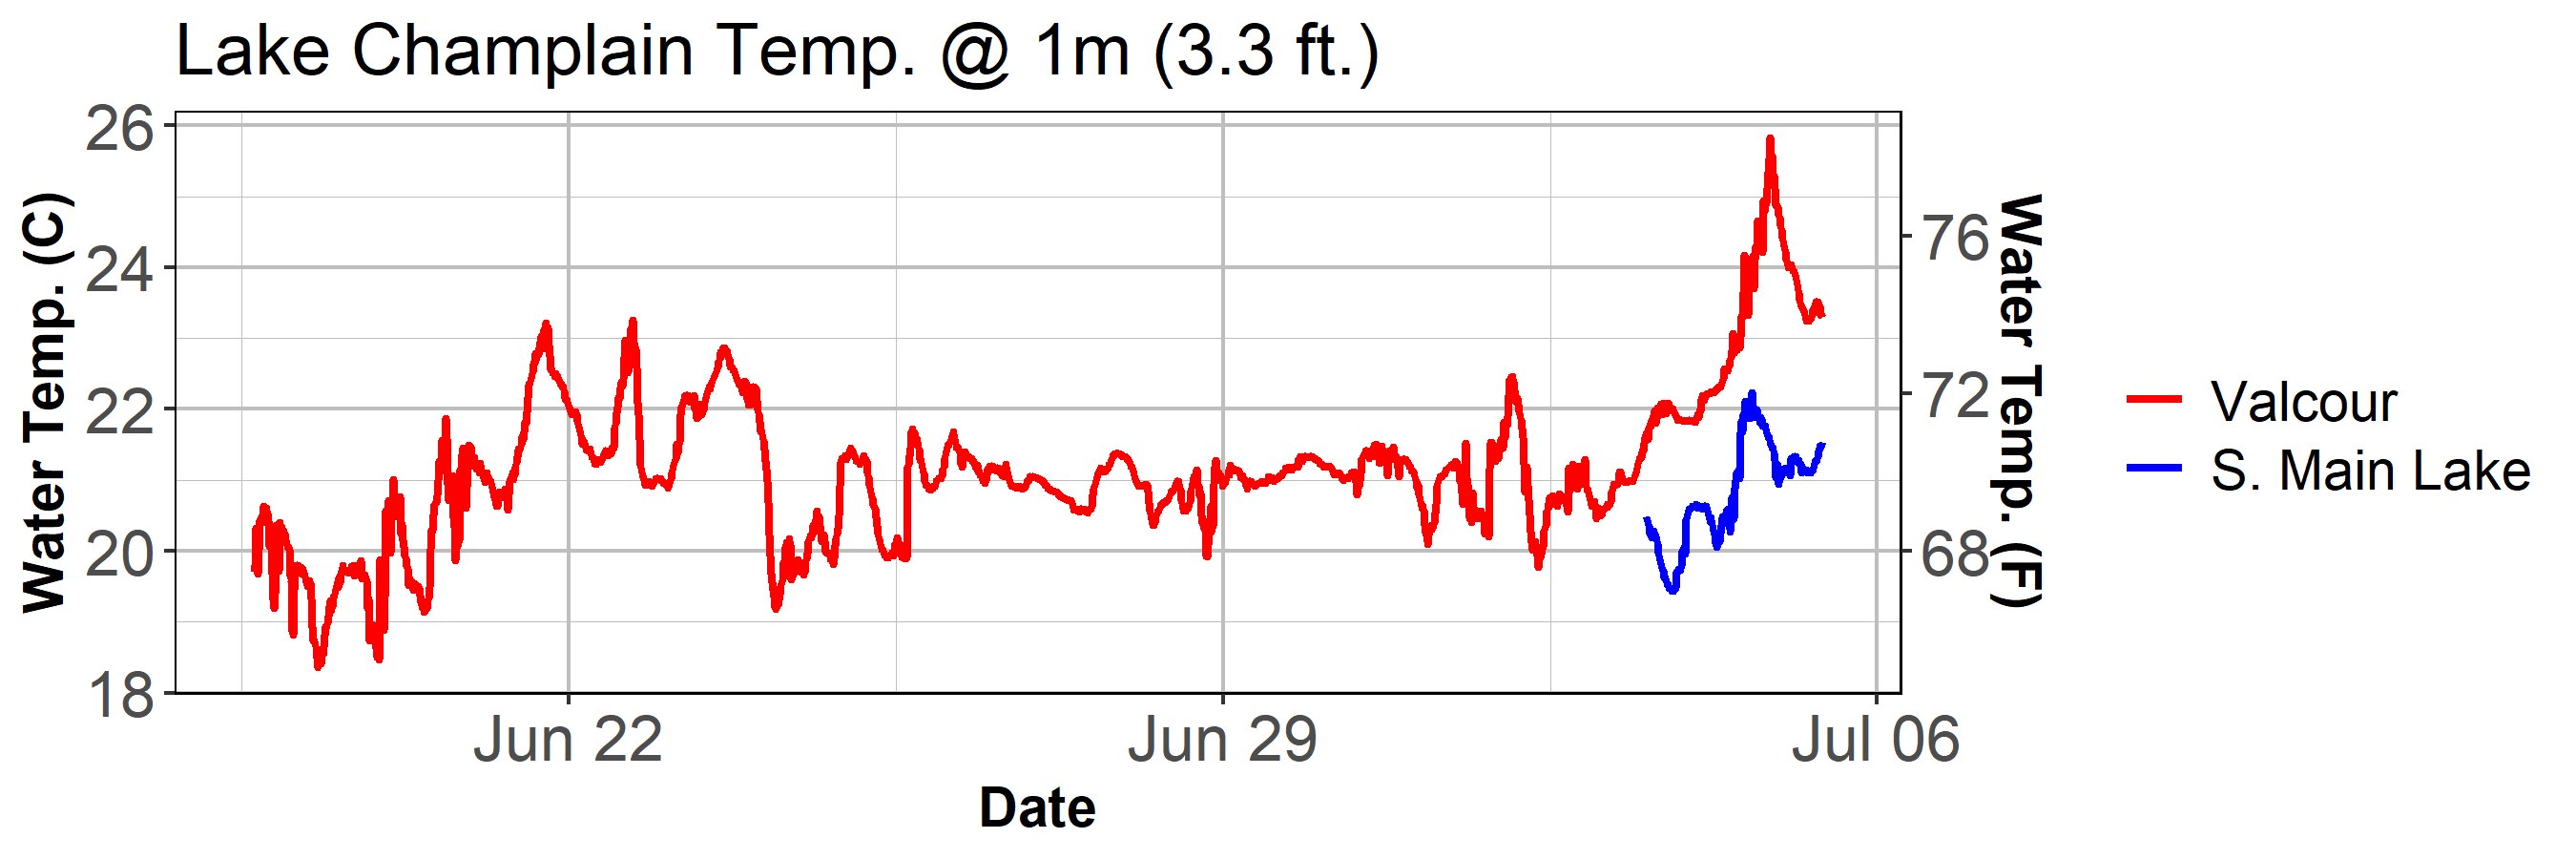 Lake Champlain Temp. @ 1m (3.3 ft.)
26
24
22
20
18
Water Temp. (C)
76
72
68
Water Temp. (F)
Jun 22
Jun 29
Jul 06
Date
Valcour
S. Main Lake